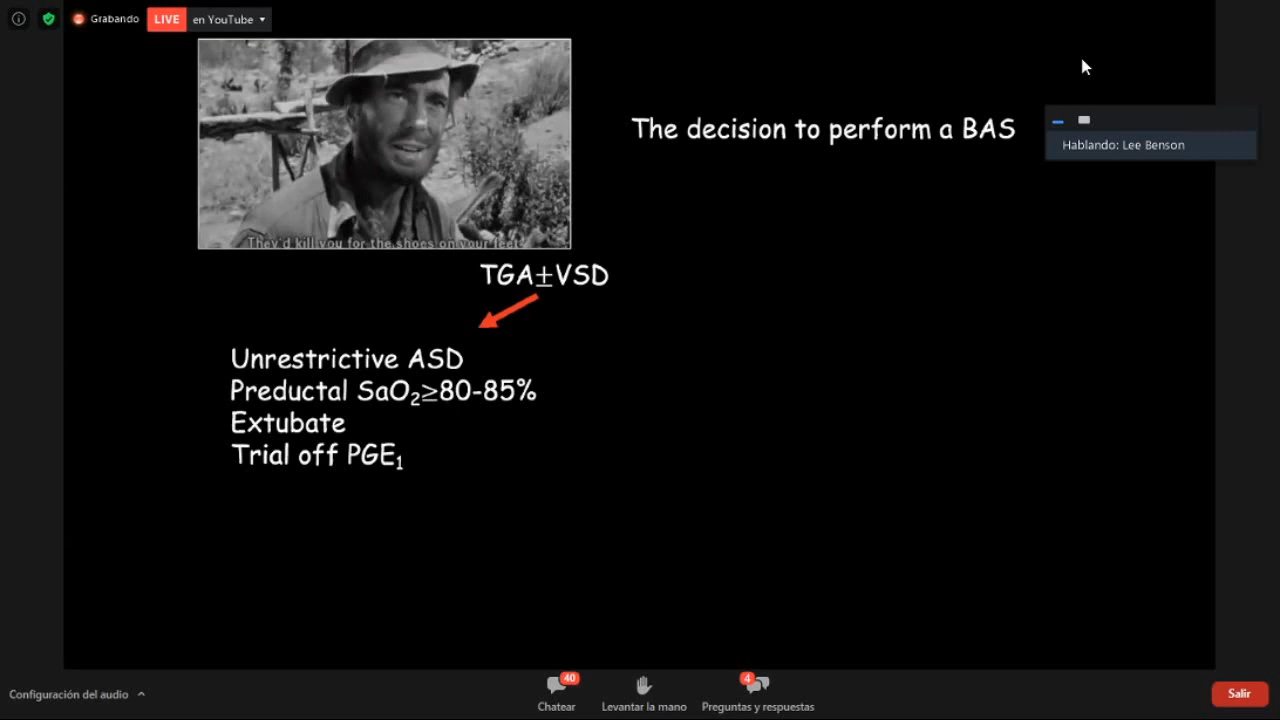 Grabando
LIVE en YouTube
The decision to perform a BAS
Hablando: Lee Benson
They'd kill you for the shoes on your feet
TGA±VSD
Unrestrictive ASD
Preductal SaO₂≥80-85%
Extubate
Trial off PGE₁
Configuración del audio
40
4
Chatear
Levantar la mano
Preguntas y respuestas
Salir